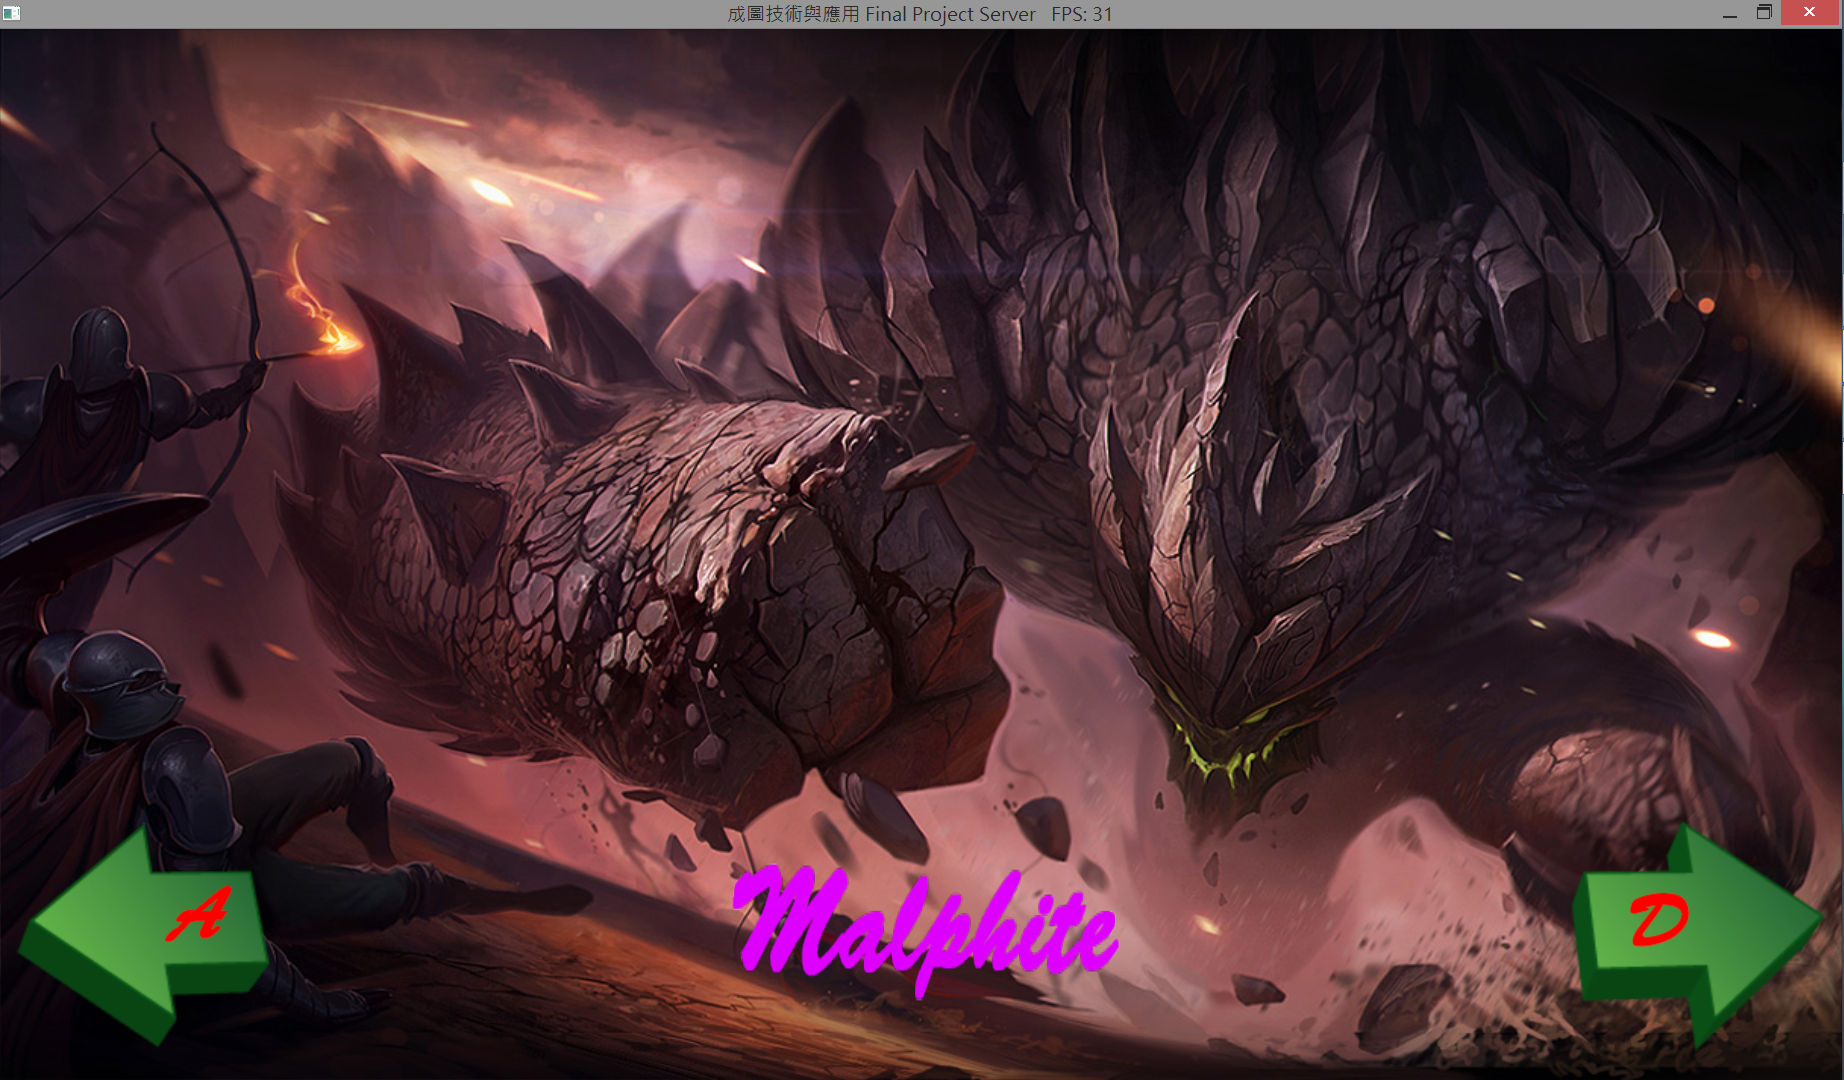 成圖技術與應用 Final Project Server   FPS: 31
Malphite
A
D